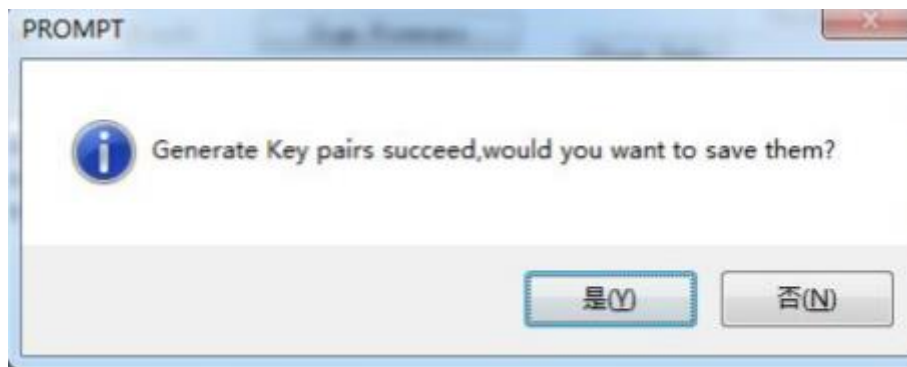 PROMPT
Generate Key pairs succeed,would you want to save them?
是(Y)
否(N)